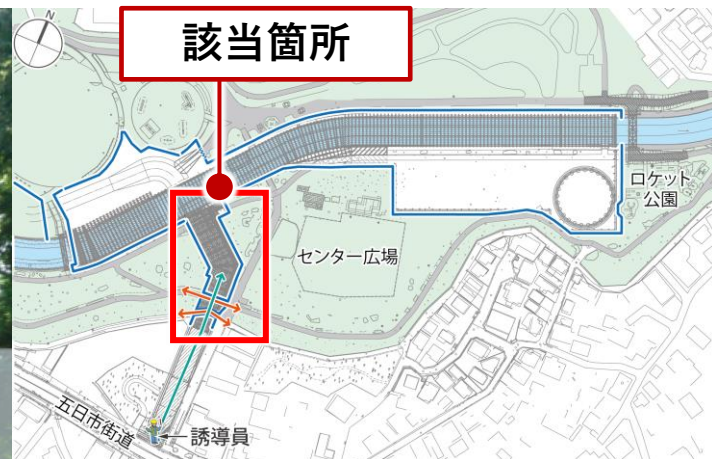 N
該当箇所
ロケット
公園
センター広場
五日市街道
誘導員